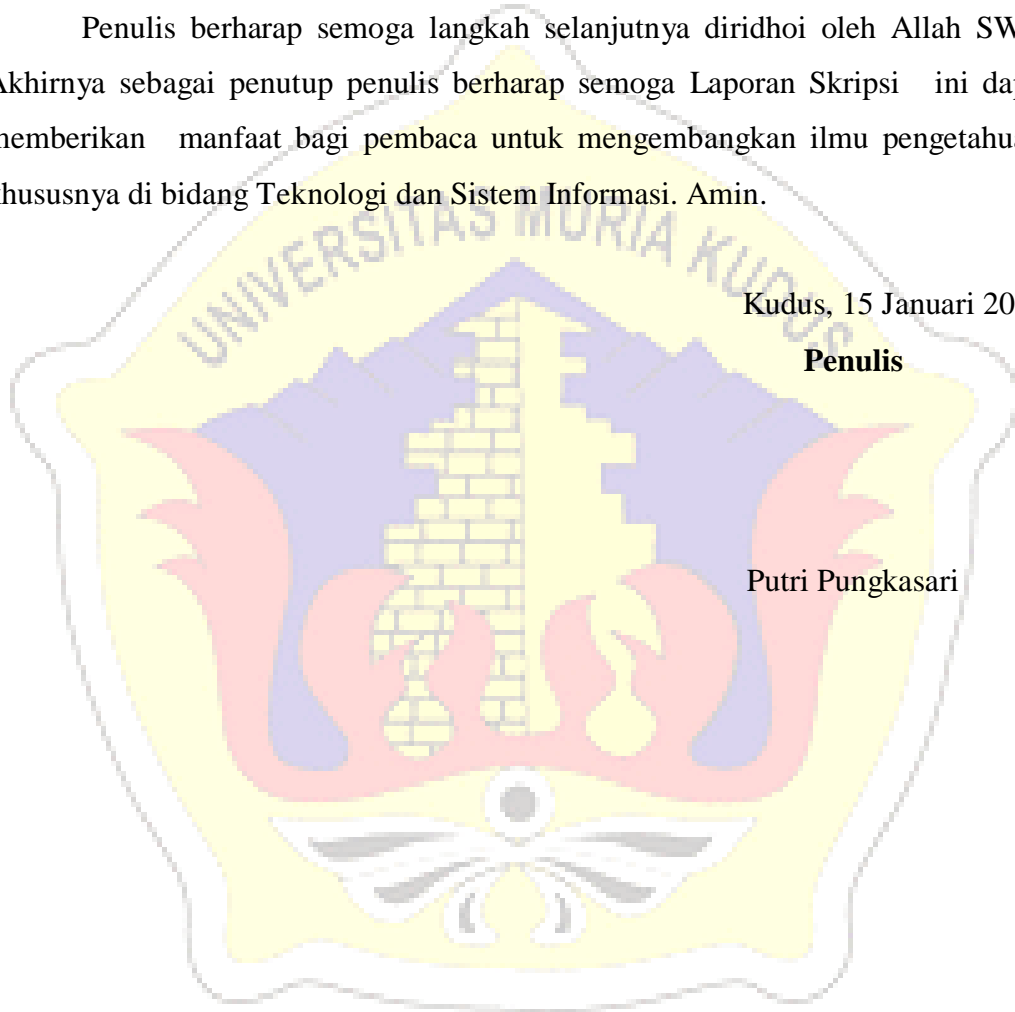 Penulis berharap semoga langkah selanjutnya diridhoi oleh Allah SW
Akhirnya sebagai penutup penulis berharap semoga Laporan Skripsi ini dap
memberikan manfaat bagi pembaca untuk mengembangkan ilmu pengetahua
khususnya di bidang Teknologi dan Sistem Informasi. Amin.
UNIVERSITAS MURIA KUDUS
Kudus, 15 Januari 20
Penulis
Putri Pungkasari